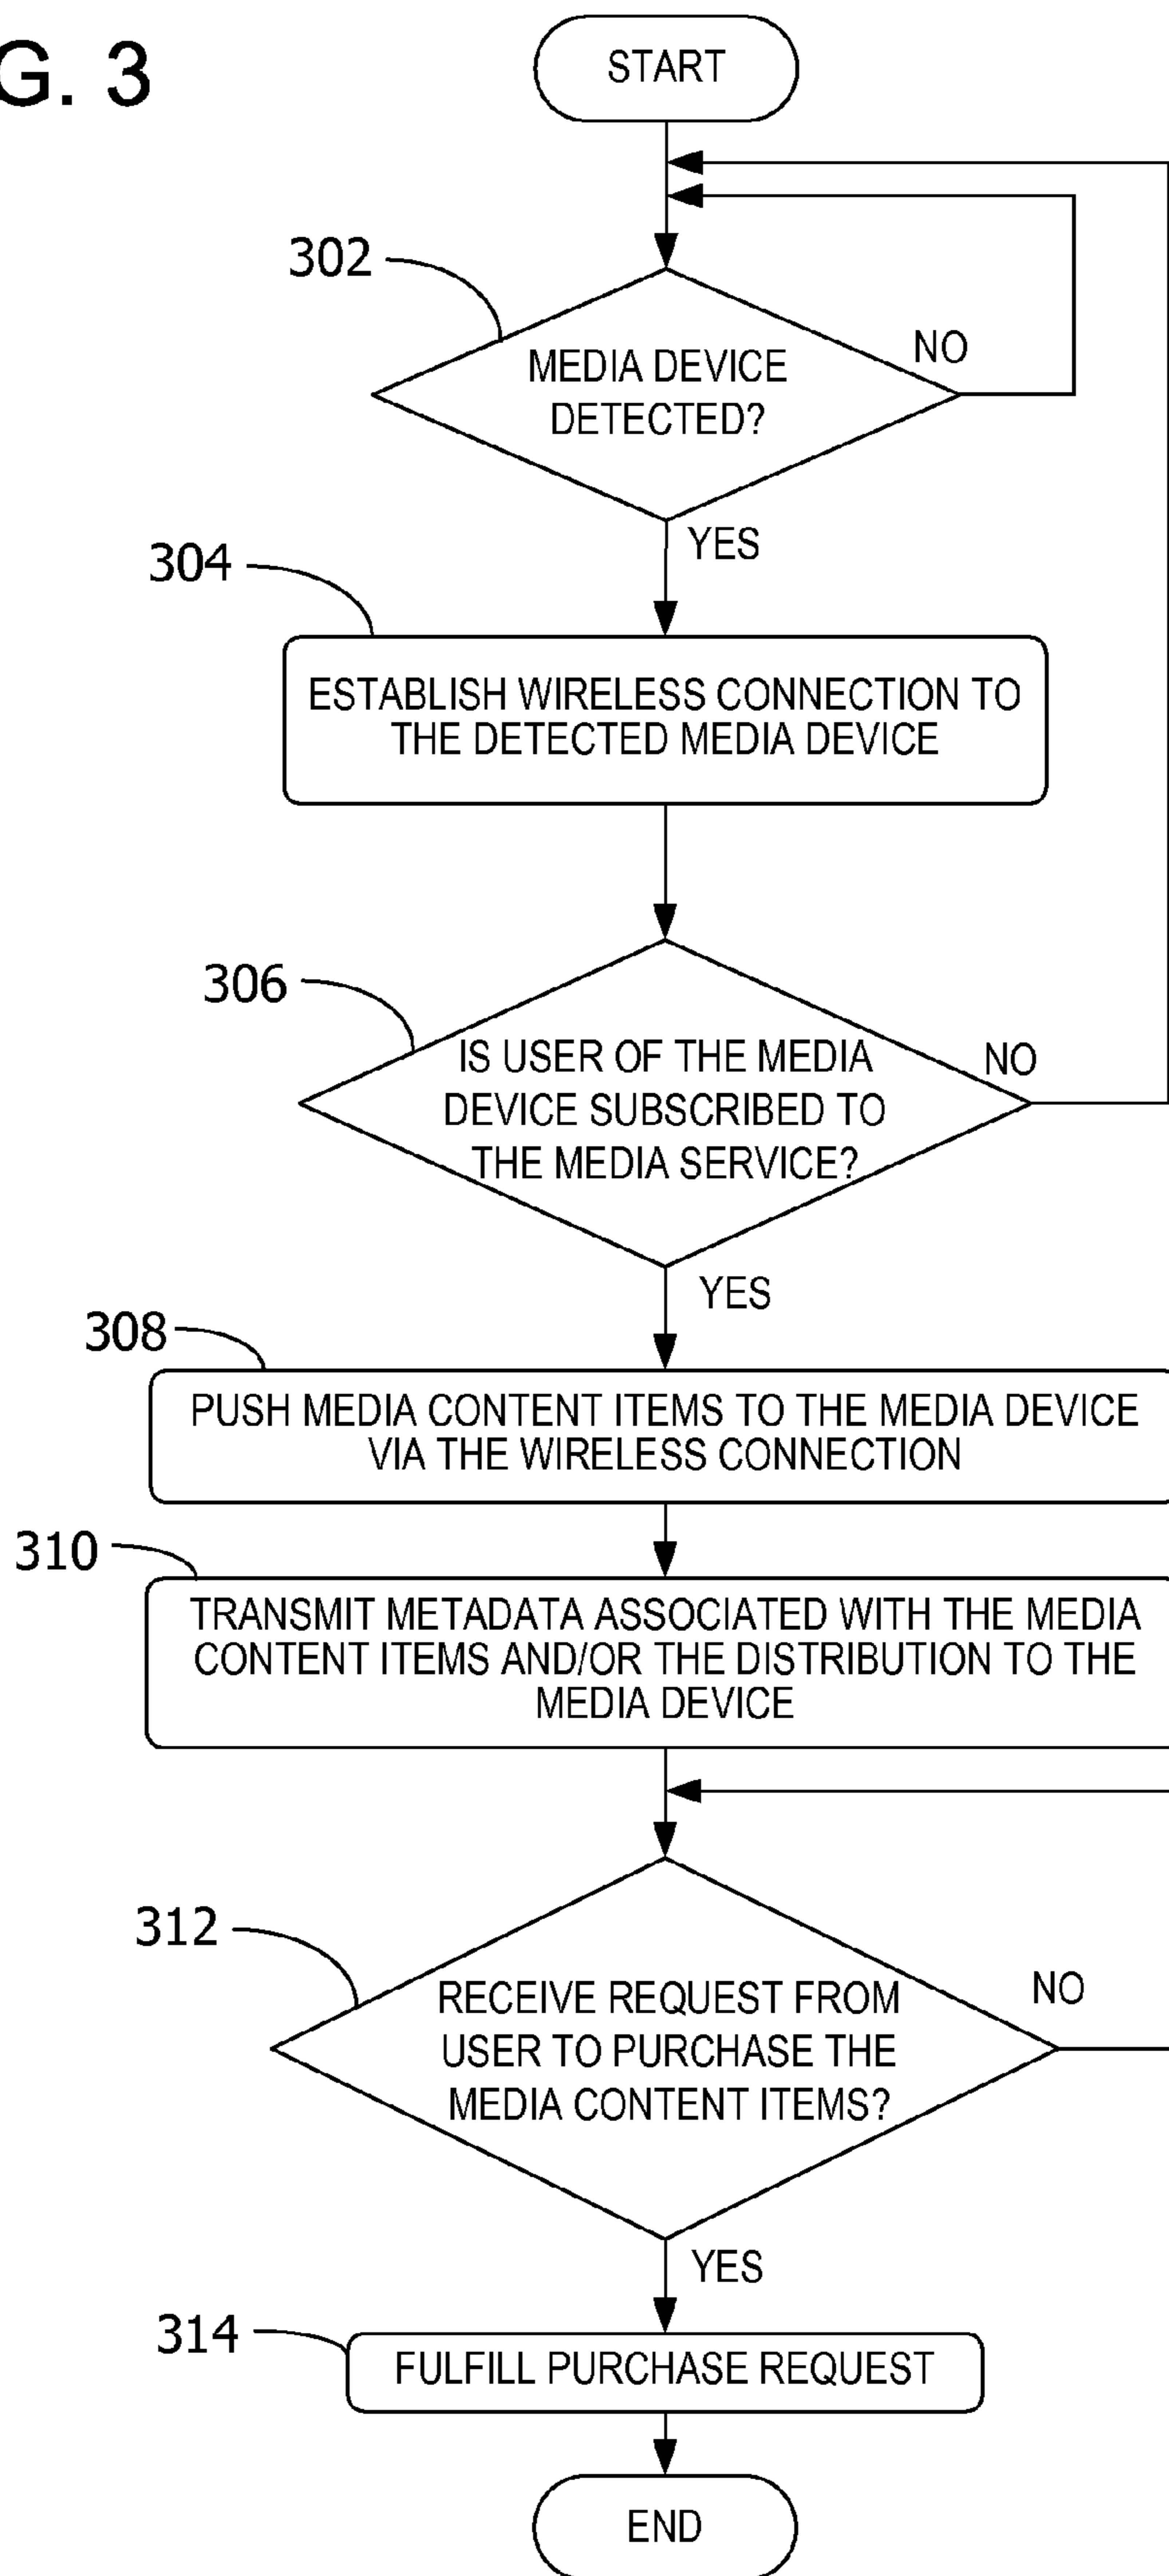 G. 3
START
302
MEDIA DEVICE
DETECTED?
NO
YES
304
ESTABLISH WIRELESS CONNECTION TO
THE DETECTED MEDIA DEVICE
306
IS USER OF THE MEDIA
DEVICE SUBSCRIBED TO
THE MEDIA SERVICE?
NO
YES
308
PUSH MEDIA CONTENT ITEMS TO THE MEDIA DEVICE
VIA THE WIRELESS CONNECTION
310
TRANSMIT METADATA ASSOCIATED WITH THE MEDIA
CONTENT ITEMS AND/OR THE DISTRIBUTION TO THE
MEDIA DEVICE
312
RECEIVE REQUEST FROM
USER TO PURCHASE THE
MEDIA CONTENT ITEMS?
NO
YES
314
FULFILL PURCHASE REQUEST
END